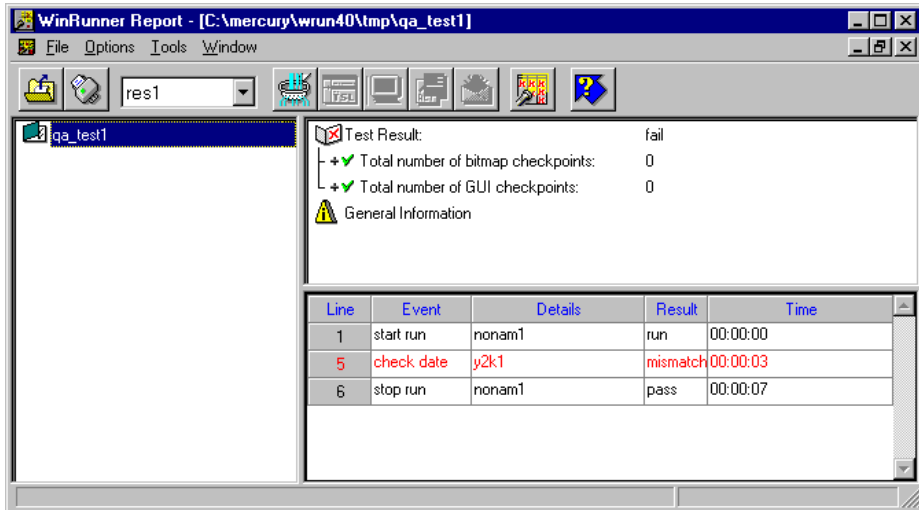 WinRunner Report - [C:\mercury\wrun40\tmp\qa_test1]
File Options Tools Window
res1
TSL
qa_test1
Test Result: fail
Total number of bitmap checkpoints: 0
Total number of GUI checkpoints: 0
General Information
Line Event Details Result Time
1 start run nonam1 run 00:00:00
5 check date y2k1 mismatch 00:00:03
6 stop run nonam1 pass 00:00:07